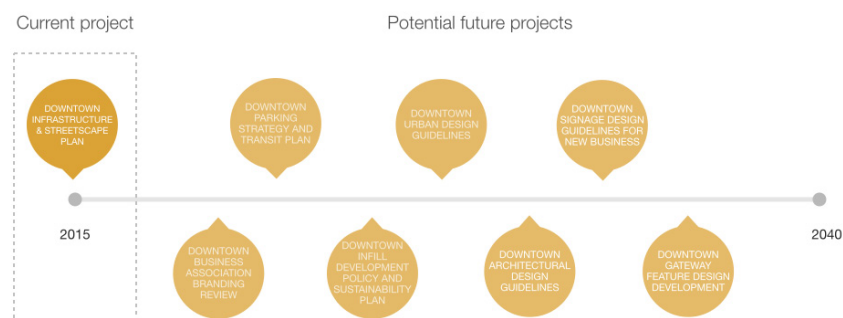 Current project
Potential future projects
DOWNTOWN
INFRASTRUCTURE
& STREETSCAPE
PLAN
DOWNTOWN
PARKING
STRATEGY AND
TRANSIT PLAN
DOWNTOWN
URBAN DESIGN
GUIDELINES
DOWNTOWN
SIGNAGE DESIGN
GUIDELINES FOR
NEW BUSINESS
2015
2040
DOWNTOWN
BUSINESS
ASSOCIATION
BRANDING
REVIEW
DOWNTOWN
INFILL
DEVELOPMENT
POLICY AND
SUSTAINABILITY
PLAN
DOWNTOWN
ARCHITECTURAL
DESIGN
GUIDELINES
DOWNTOWN
GATEWAY
FEATURE DESIGN
DEVELOPMENT